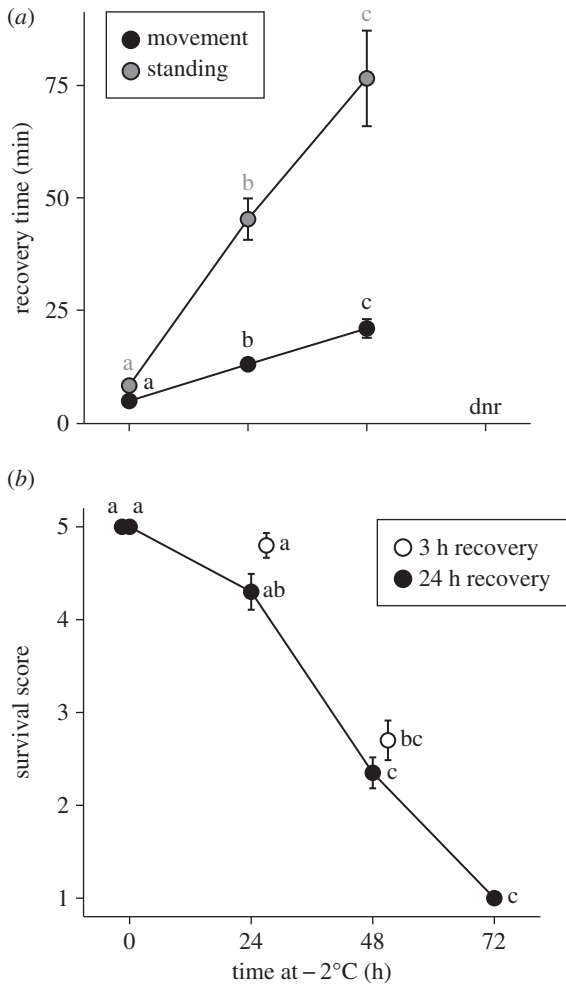 (a)
movement
standing
recovery time (min)
75
50
25
0
a
a
b
b
c
c
dnr
(b)
3 h recovery
24 h recovery
survival score
5
4
3
2
1
a a
a
ab
bc
c
c
0 24 48 72
time at – 2°C (h)